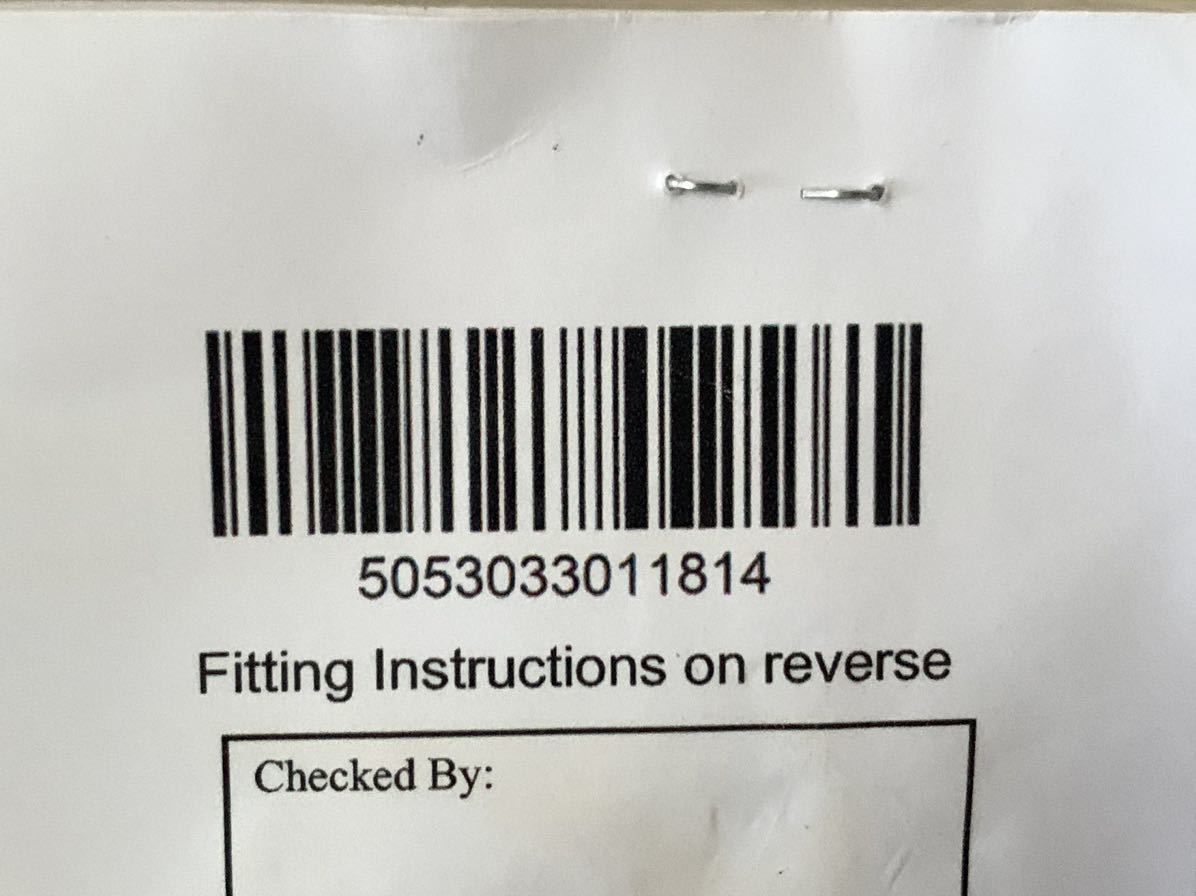 5053033011814
Fitting Instructions on reverse
Checked By: